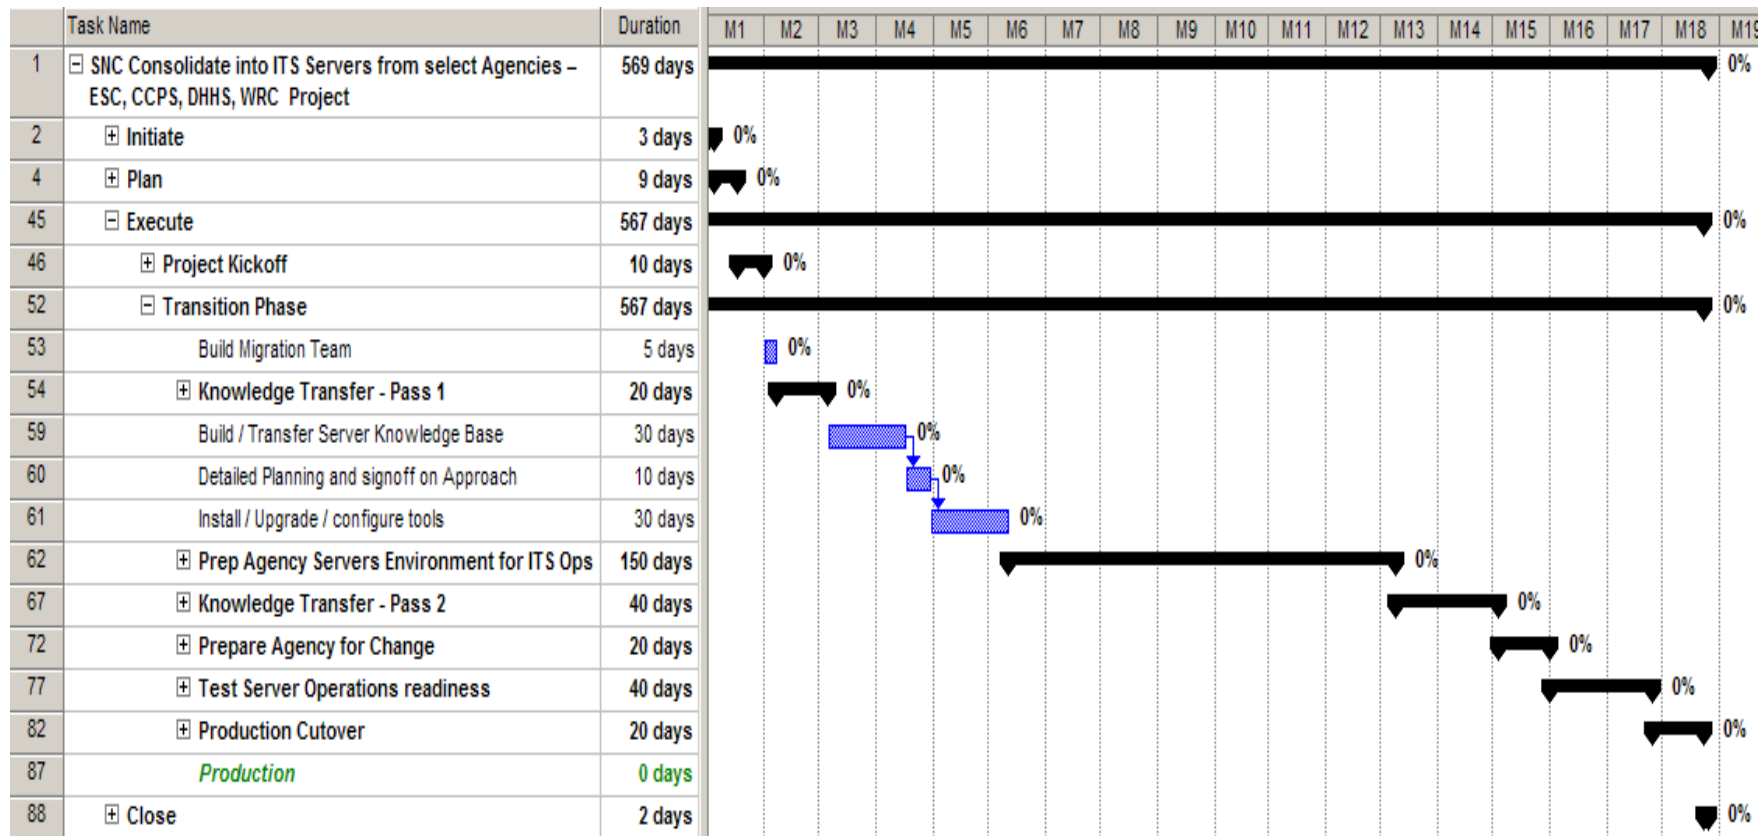 Task Name Duration M1 M2 M3 M4 M5 M6 M7 M8 M9 M10 M11 M12 M13 M14 M15 M16 M17 M18 M19
1 SNC Consolidate into ITS Servers from select Agencies – 569 days 0%
ESC, CCPS, DHHS, WRC Project
2 Initiate 3 days 0%
4 Plan 9 days 0%
45 Execute 567 days 0%
46 Project Kickoff 10 days 0%
52 Transition Phase 567 days 0%
53 Build Migration Team 5 days 0%
54 Knowledge Transfer - Pass 1 20 days 0%
59 Build / Transfer Server Knowledge Base 30 days 0%
60 Detailed Planning and signoff on Approach 10 days 0%
61 Install / Upgrade / configure tools 30 days 0%
62 Prep Agency Servers Environment for ITS Ops 150 days 0%
67 Knowledge Transfer - Pass 2 40 days 0%
72 Prepare Agency for Change 20 days 0%
77 Test Server Operations readiness 40 days 0%
82 Production Cutover 20 days 0%
87 Production 0 days
88 Close 2 days 0%